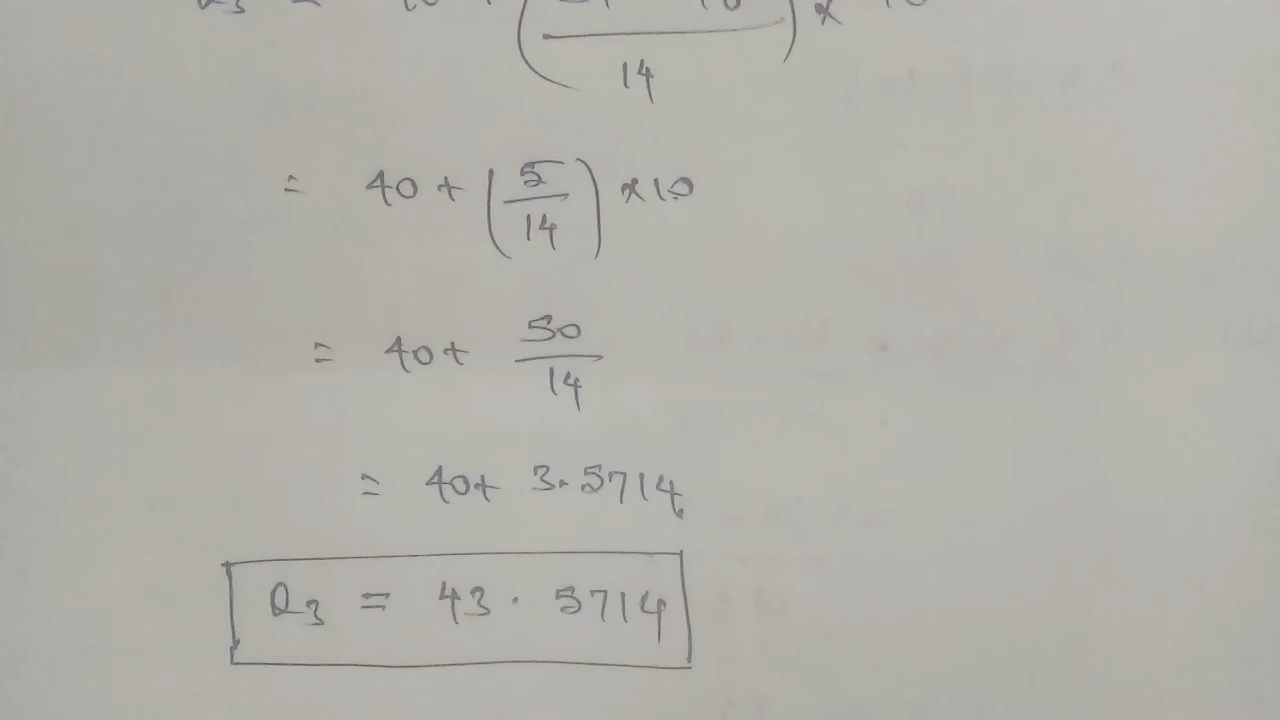 14
= 40 + (5/14) × 10
= 40 + 50/14
= 40 + 3.5714
Q3 = 43.5714